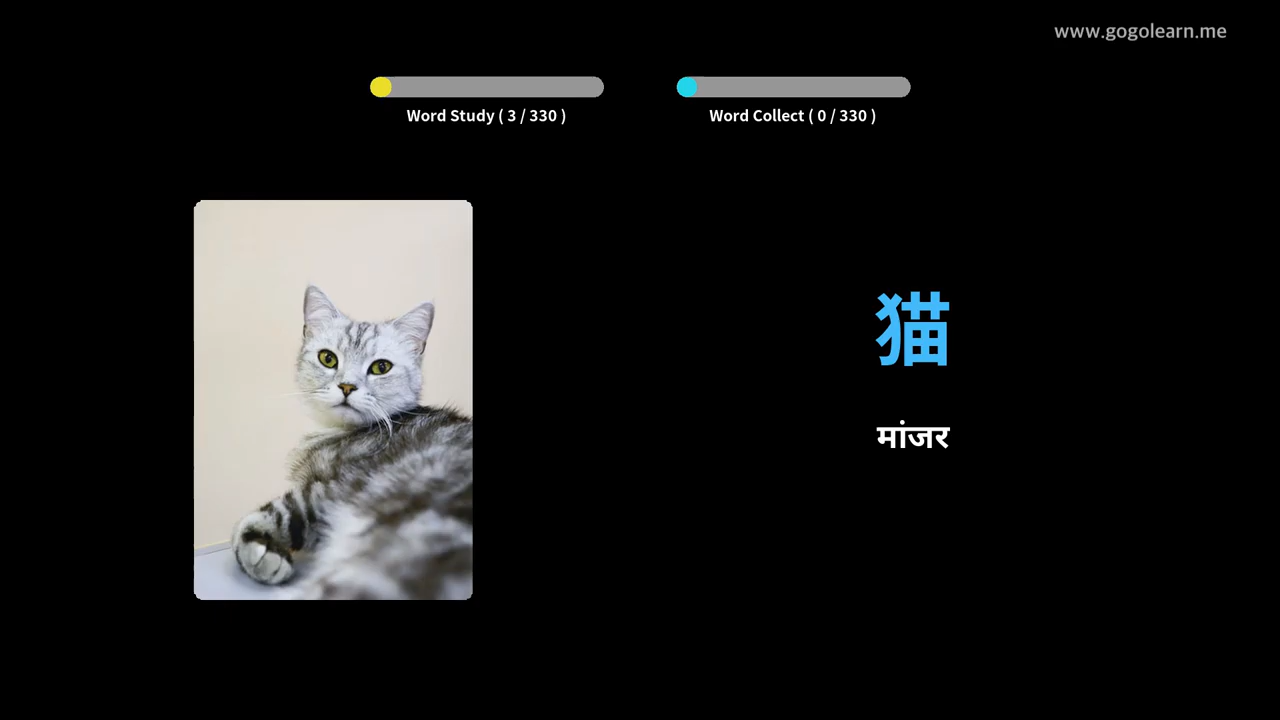 www.gogolearn.me
Word Study ( 3 / 330 )
Word Collect ( 0 / 330 )
猫
मांजर